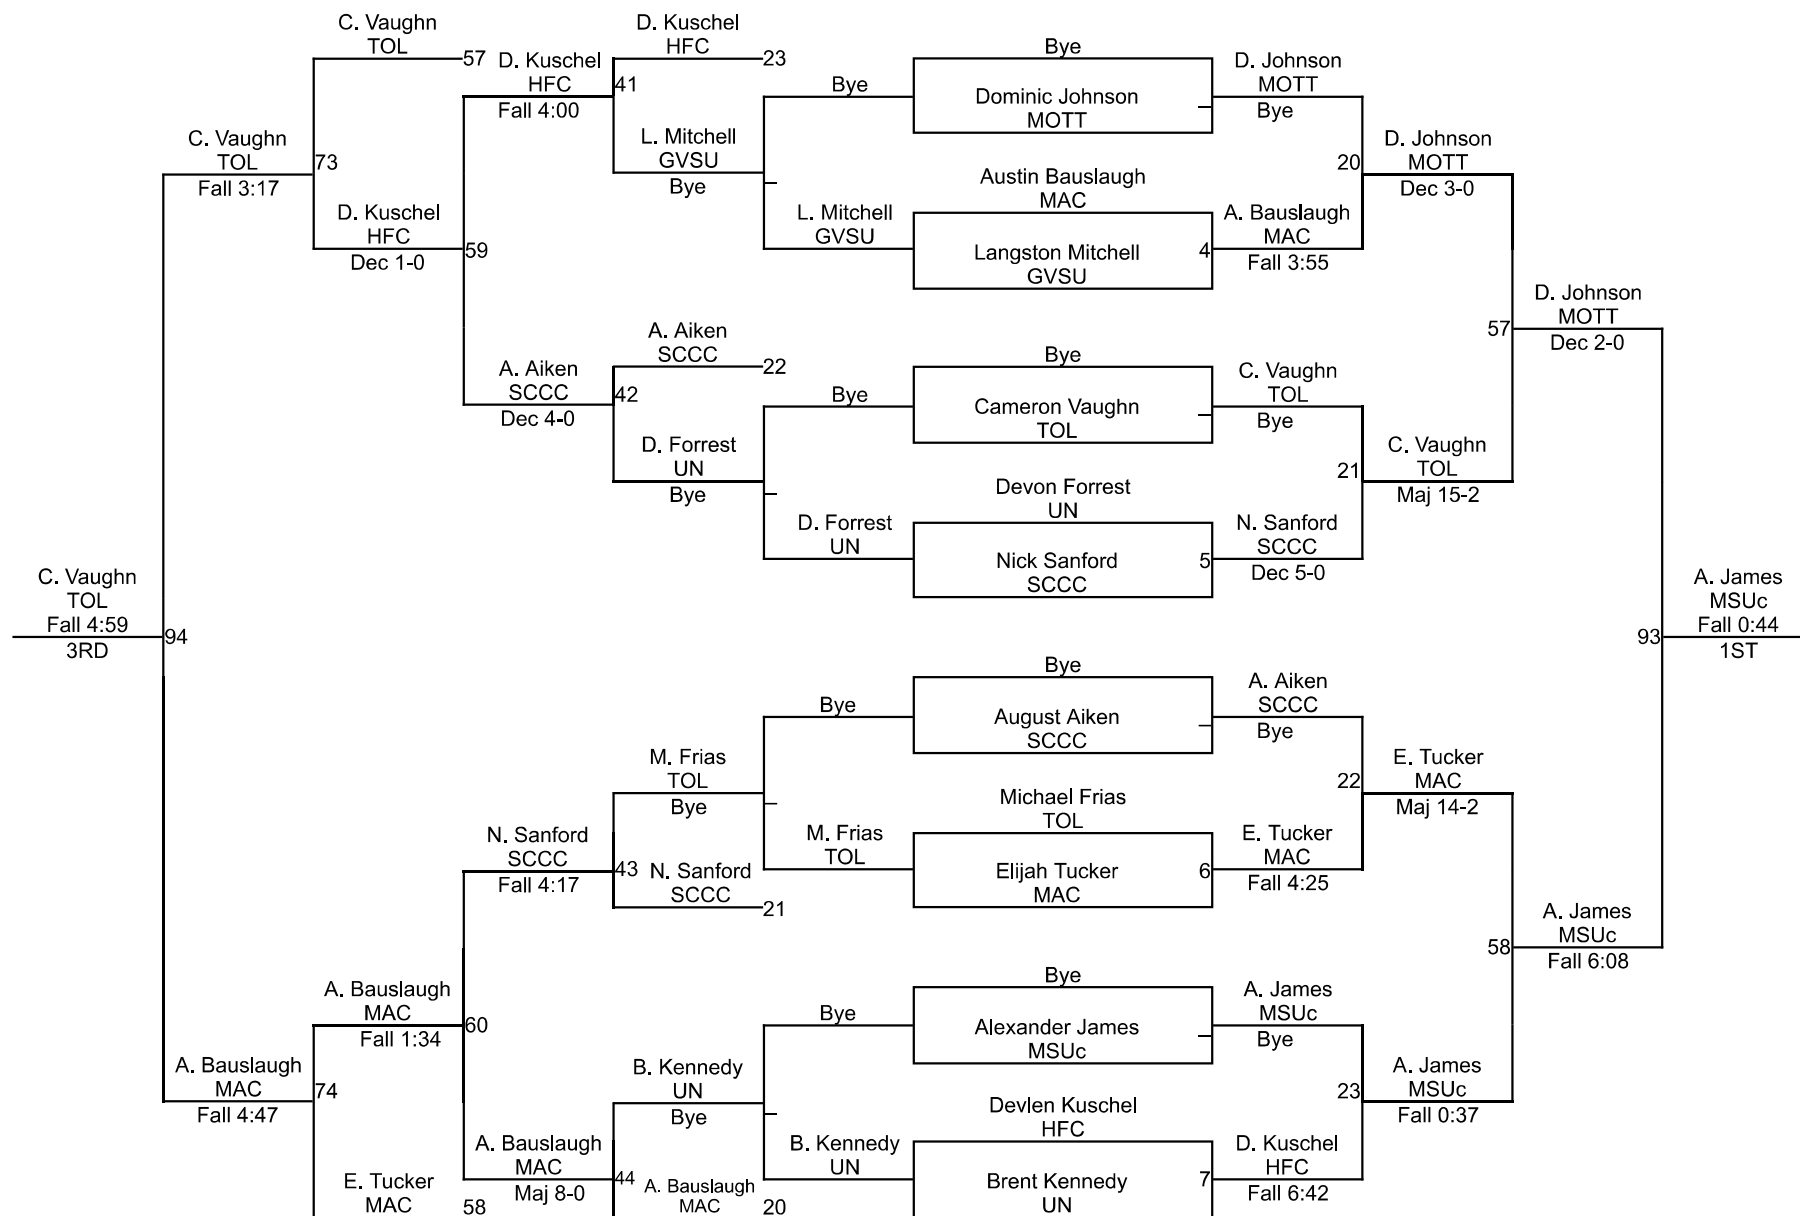 C. Vaughn
TOL
57
D. Kuschel
HFC
Fall 4:00
41
D. Kuschel
HFC
23
L. Mitchell
GVSU
Bye
Bye
L. Mitchell
GVSU
Bye
Dominic Johnson
MOTT
D. Johnson
MOTT
Bye
Austin Bauslaugh
MAC
Langston Mitchell
GVSU
4
A. Bauslaugh
MAC
Fall 3:55
20
D. Johnson
MOTT
Dec 3-0
C. Vaughn
TOL
Fall 3:17
73
D. Kuschel
HFC
Dec 1-0
59
A. Aiken
SCCC
Dec 4-0
42
A. Aiken
SCCC
22
D. Forrest
UN
Bye
Bye
D. Forrest
UN
Bye
Cameron Vaughn
TOL
C. Vaughn
TOL
Bye
Devon Forrest
UN
Nick Sanford
SCCC
5
N. Sanford
SCCC
Dec 5-0
21
C. Vaughn
TOL
Maj 15-2
57
D. Johnson
MOTT
Dec 2-0
C. Vaughn
TOL
Fall 4:59
3RD
94
93
A. James
MSUc
Fall 0:44
1ST
N. Sanford
SCCC
Fall 4:17
43
M. Frias
TOL
Bye
N. Sanford
SCCC
21
Bye
M. Frias
TOL
Bye
August Aiken
SCCC
A. Aiken
SCCC
Bye
Michael Frias
TOL
Elijah Tucker
MAC
6
E. Tucker
MAC
Fall 4:25
22
E. Tucker
MAC
Maj 14-2
58
A. James
MSUc
Fall 6:08
A. Bauslaugh
MAC
Fall 4:47
74
A. Bauslaugh
MAC
Fall 1:34
60
E. Tucker
MAC
58
A. Bauslaugh
MAC
Maj 8-0
44
B. Kennedy
UN
Bye
A. Bauslaugh
MAC
20
Bye
B. Kennedy
UN
Bye
Alexander James
MSUc
A. James
MSUc
Bye
Devlen Kuschel
HFC
Brent Kennedy
UN
7
D. Kuschel
HFC
Fall 6:42
23
A. James
MSUc
Fall 0:37